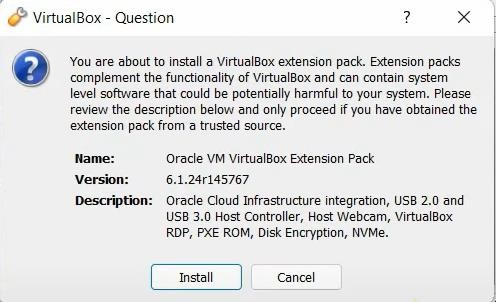 VirtualBox - Question
?
You are about to install a VirtualBox extension pack. Extension packs
complement the functionality of VirtualBox and can contain system
level software that could be potentially harmful to your system. Please
review the description below and only proceed if you have obtained the
extension pack from a trusted source.
Name: Oracle VM VirtualBox Extension Pack
Version: 6.1.24r145767
Description: Oracle Cloud Infrastructure integration, USB 2.0 and
USB 3.0 Host Controller, Host Webcam, VirtualBox
RDP, PXE ROM, Disk Encryption, NVMe.
Install Cancel